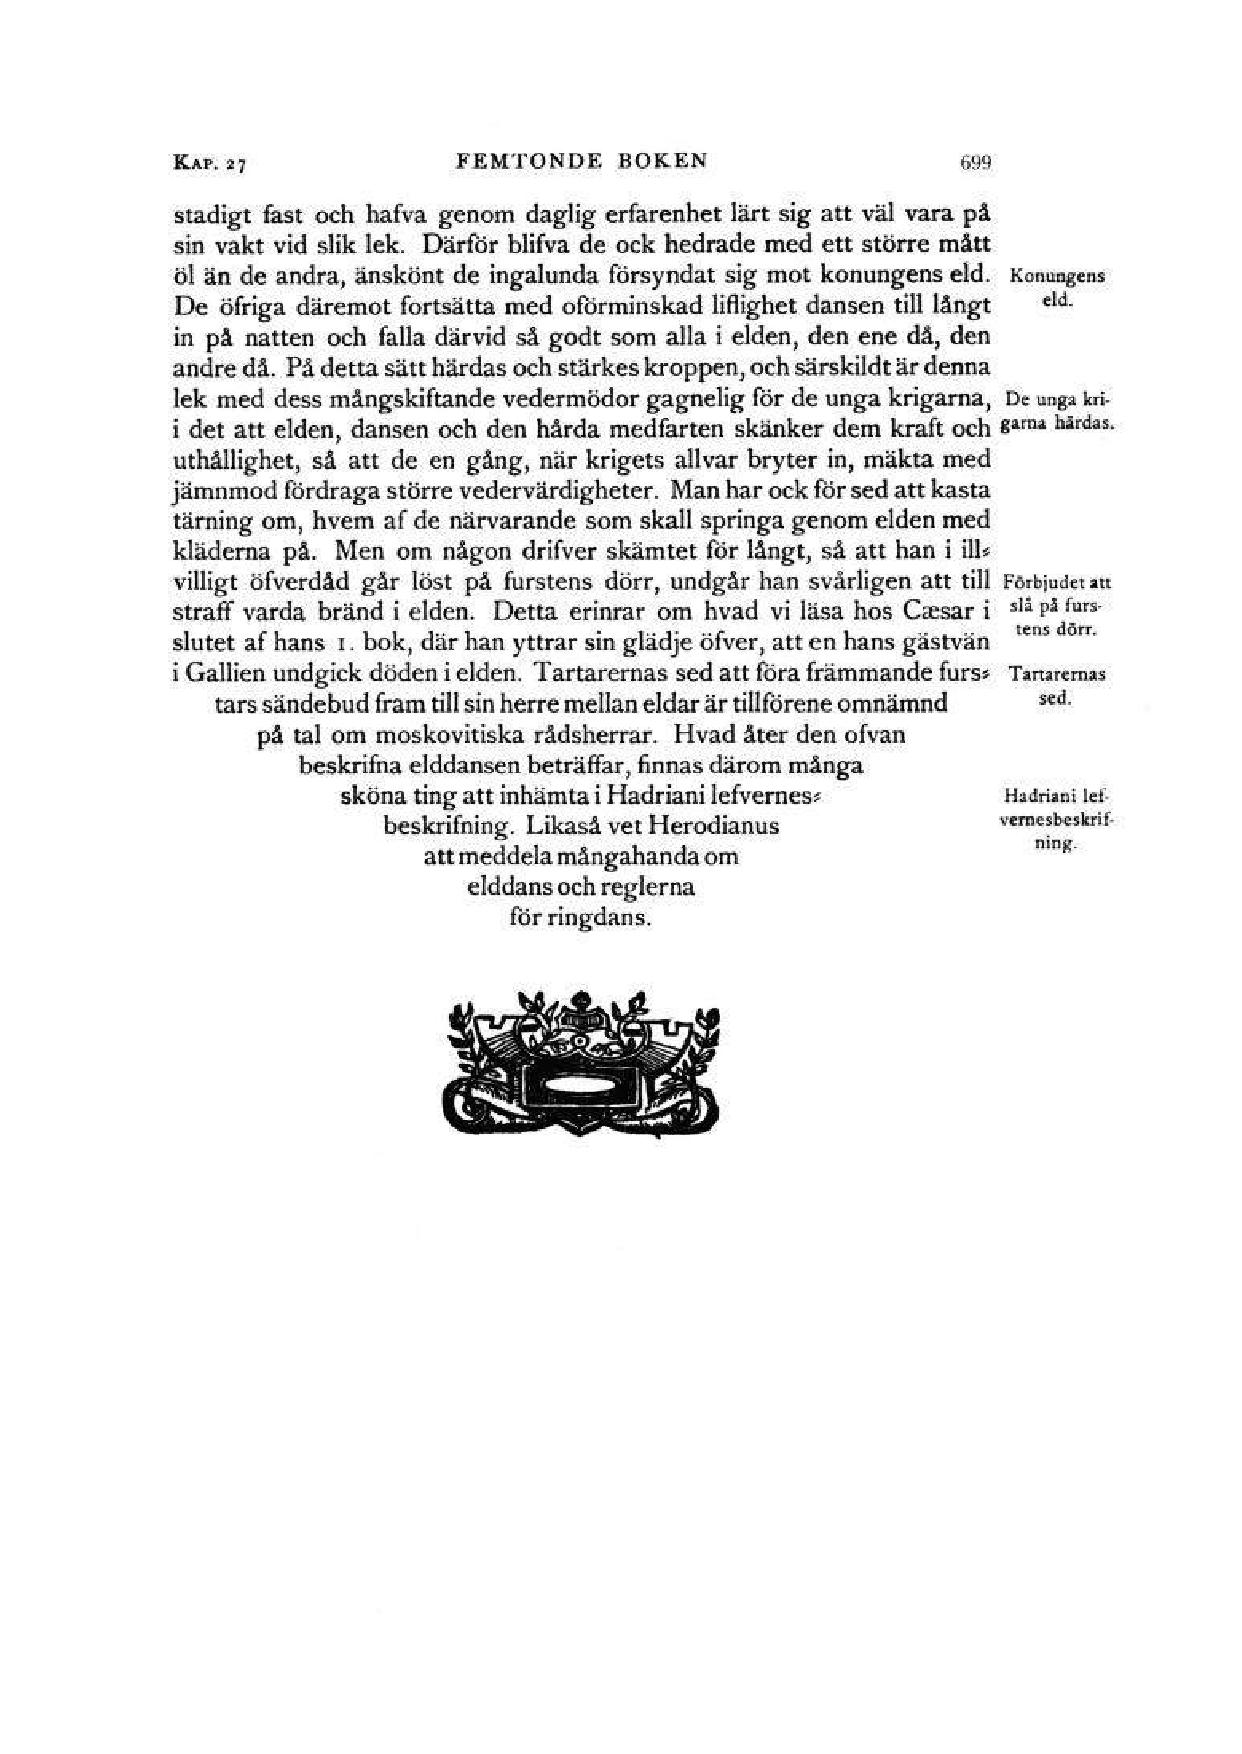 KAP. 27 FEMTONDE BOKEN 699
stadigt fast och hafva genom daglig erfarenhet lärt sig att väl vara på
sin vakt vid slik lek. Därför blifva de ock hedrade med ett större mått
öl än de andra, änskönt de ingalunda försyndat sig mot konungens eld.
De öfriga däremot fortsätta med oförminskad liflighet dansen till långt
in på natten och falla därvid så godt som alla i elden, den ene då, den
andre då. På detta sätt härdas och stärkes kroppen, och särskildt är denna
lek med dess mångskiftande vedermödor gagnelig för de unga krigarna,
i det att elden, dansen och den hårda medfarten skänker dem kraft och
uthållighet, så att de en gång, när krigets allvar bryter in, mäkta med
jämnmod fördraga större vedervärdigheter. Man har ock för sed att kasta
tärning om, hvem af de närvarande som skall springa genom elden med
kläderna på. Men om någon drifver skämtet för långt, så att han i ill-
villigt öfverdåd går löst på furstens dörr, undgår han svårligen att till
straff varda bränd i elden. Detta erinrar om hvad vi läsa hos Cæsar i
slutet af hans 1. bok, där han yttrar sin glädje öfver, att en hans gästvän
i Gallien undgick döden i elden. Tartarernas sed att föra främmande furs-
tars sändebud fram till sin herre mellan eldar är tillförene omnämnd
på tal om moskovitiska rådsherrar. Hvad åter den ofvan
beskrifna elddansen beträffar, finnas därom många
sköna ting att inhämta i Hadriani lefvernes-
beskrifning. Likaså vet Herodianus
att meddela mångahanda om
elddans och reglerna
för ringdans.
Konungens
eld.
De unga kri-
garna härdas.
Förbjudet att
slå på furs-
tens dörr.
Tartarernas
sed.
Hadriani lef-
vernesbeskrif-
ning.